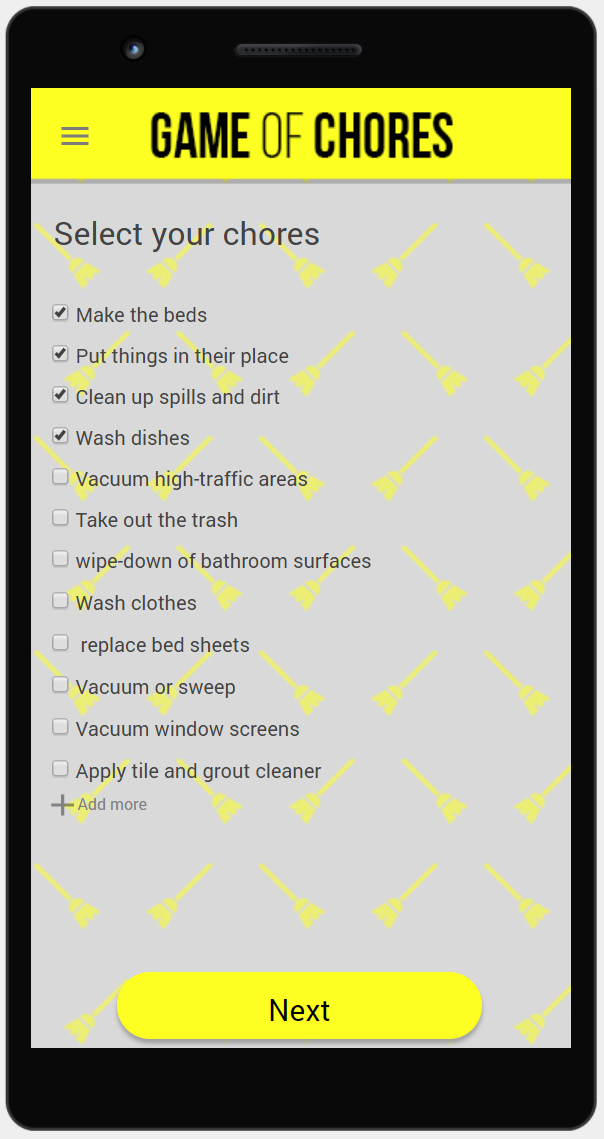 GAME OF CHORES
Select your chores
Make the beds
Put things in their place
Clean up spills and dirt
Wash dishes
Vacuum high-traffic areas
Take out the trash
wipe-down of bathroom surfaces
Wash clothes
replace bed sheets
Vacuum or sweep
Vacuum window screens
Apply tile and grout cleaner
Add more
Next